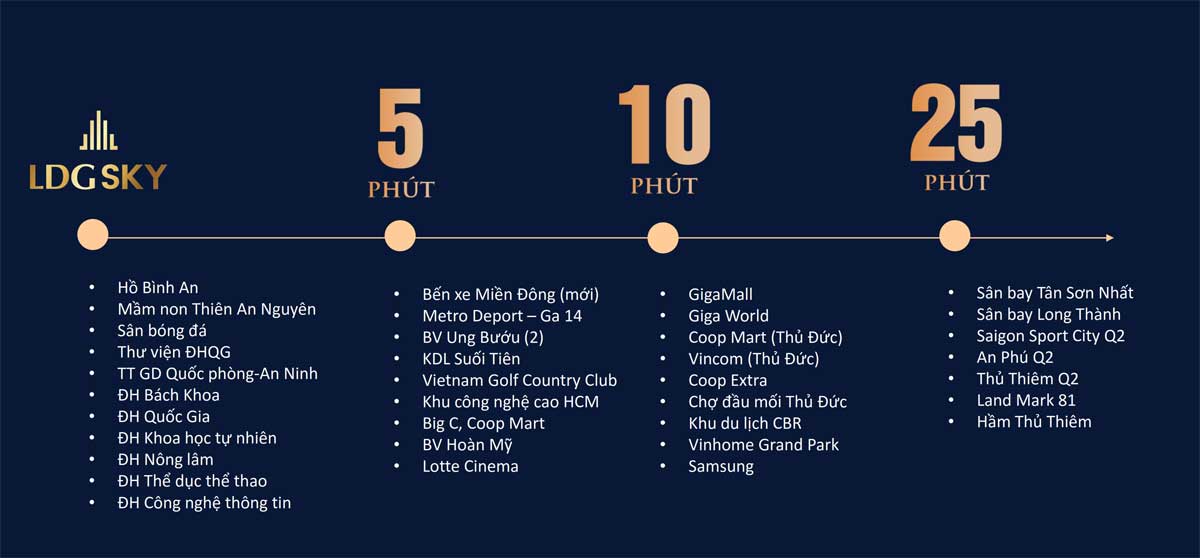 LDG SKY
Hồ Bình An
Mầm non Thiên An Nguyên
Sân bóng đá
Thư viện ĐHQG
TT GD Quốc phòng-An Ninh
ĐH Bách Khoa
ĐH Quốc Gia
ĐH Khoa học tự nhiên
ĐH Nông lâm
ĐH Thể dục thể thao
ĐH Công nghệ thông tin
5
PHÚT
Bến xe Miền Đông (mới)
Metro Deport – Ga 14
BV Ung Bướu (2)
KDL Suối Tiên
Vietnam Golf Country Club
Khu công nghệ cao HCM
Big C, Coop Mart
BV Hoàn Mỹ
Lotte Cinema
10
PHÚT
GigaMall
Giga World
Coop Mart (Thủ Đức)
Vincom (Thủ Đức)
Coop Extra
Chợ đầu mối Thủ Đức
Khu du lịch CBR
Vinhome Grand Park
Samsung
25
PHÚT
Sân bay Tân Sơn Nhất
Sân bay Long Thành
Saigon Sport City Q2
An Phú Q2
Thủ Thiêm Q2
Land Mark 81
Hầm Thủ Thiêm